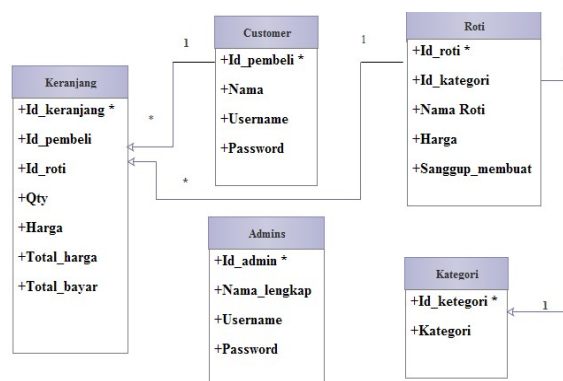 Keranjang
+Id_keranjang *
+Id_pembeli
+Id_roti
+Qty
+Harga
+Total_harga
+Total_bayar
1
*
*
Customer
+Id_pembeli *
+Nama
+Username
+Password
1
Roti
+Id_roti *
+Id_kategori
+Nama Roti
+Harga
+Sanggup_membuat
Admins
+Id_admin *
+Nama_lengkap
+Username
+Password
Kategori
+Id_ketegori *
+Kategori
1